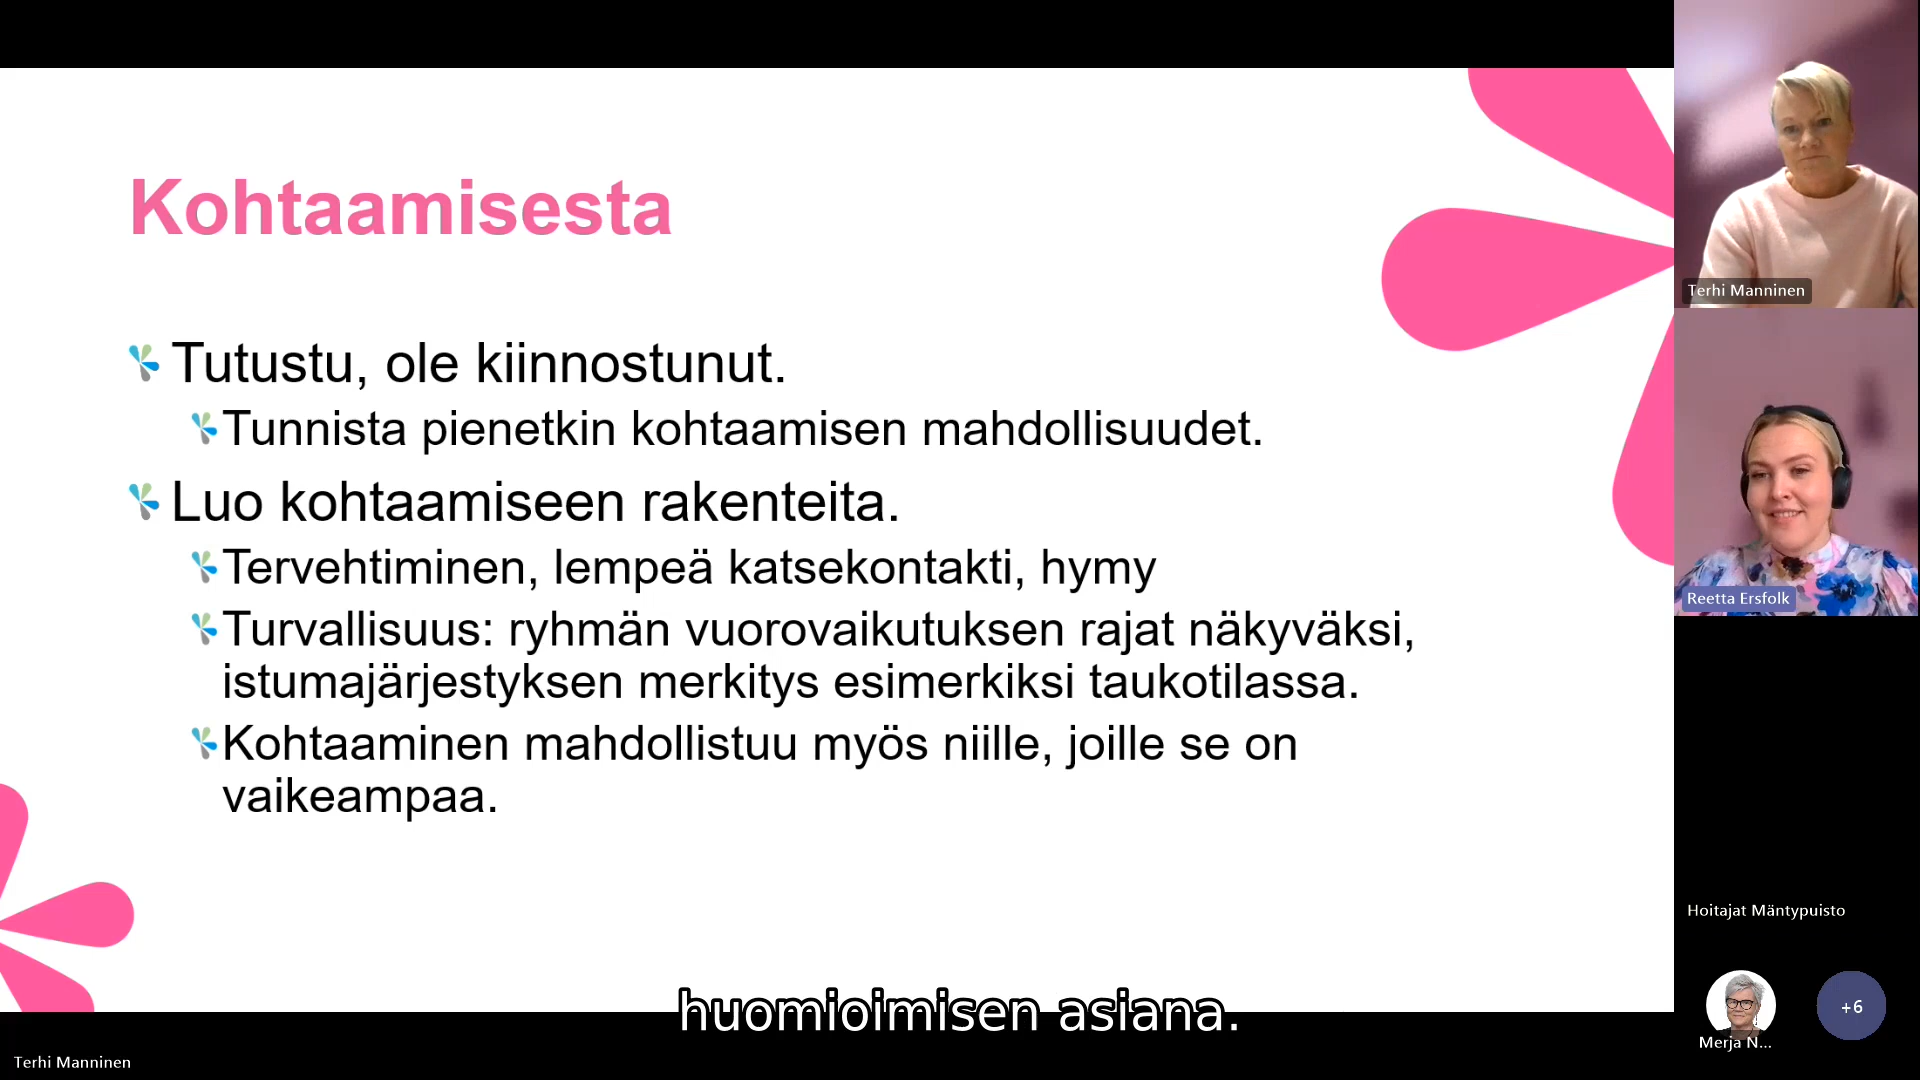 Kohtaamisesta
Tutustu, ole kiinnostunut.
Tunnista pienetkin kohtaamisen mahdollisuudet.
Luo kohtaamiseen rakenteita.
Tervehtiminen, lempeä katsekontakti, hymy
Turvallisuus: ryhmän vuorovaikutuksen rajat näkyväksi,
istumajärjestyksen merkitys esimerkiksi taukotilassa.
Kohtaaminen mahdollistuu myös niille, joille se on
vaikeampaa.
huomioimisen asiana.
Terhi Manninen
Terhi Manninen
Reetta Ersfolk
Hoitajat Mäntypuisto
Merja N...
+6